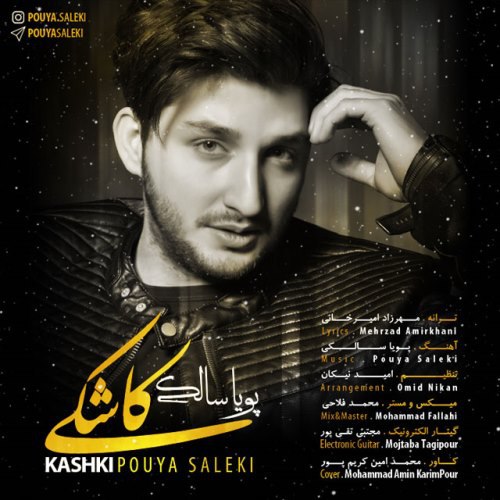 POUYA.SALEKI
POUYASALEKI
کاشکی
پویا سالکی
KASHKI POUYA SALEKI
ترانه . مهرزاد امیرخانی
Lyrics . Mehrzad Amirkhani
آهنگ . پویا سالکی
Music . Pouya Saleki
تنظیم . امید نیکان
Arrangement . Omid Nikan
میکس و مستر . محمد فلاحی
Mix&Master . Mohammad Fallahi
گیتار الکترونیک . مجتبی تقی پور
Electronic Guitar . Mojtaba Tagipour
کاور . محمد امین کریم پور
Cover . Mohammad Amin KarimPour